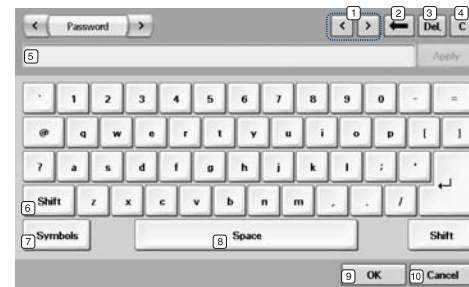 < Password > 1 < > 2 3 Del. 4 C
5 Apply
` 1 2 3 4 5 6 7 8 9 0 - =
@ q w e r t y u i o p [ ]
? a s d f g h j k l ; '
6 Shift z x c v b n m , . /
7 Symbols 8 Space Shift
9 OK 10 Cancel